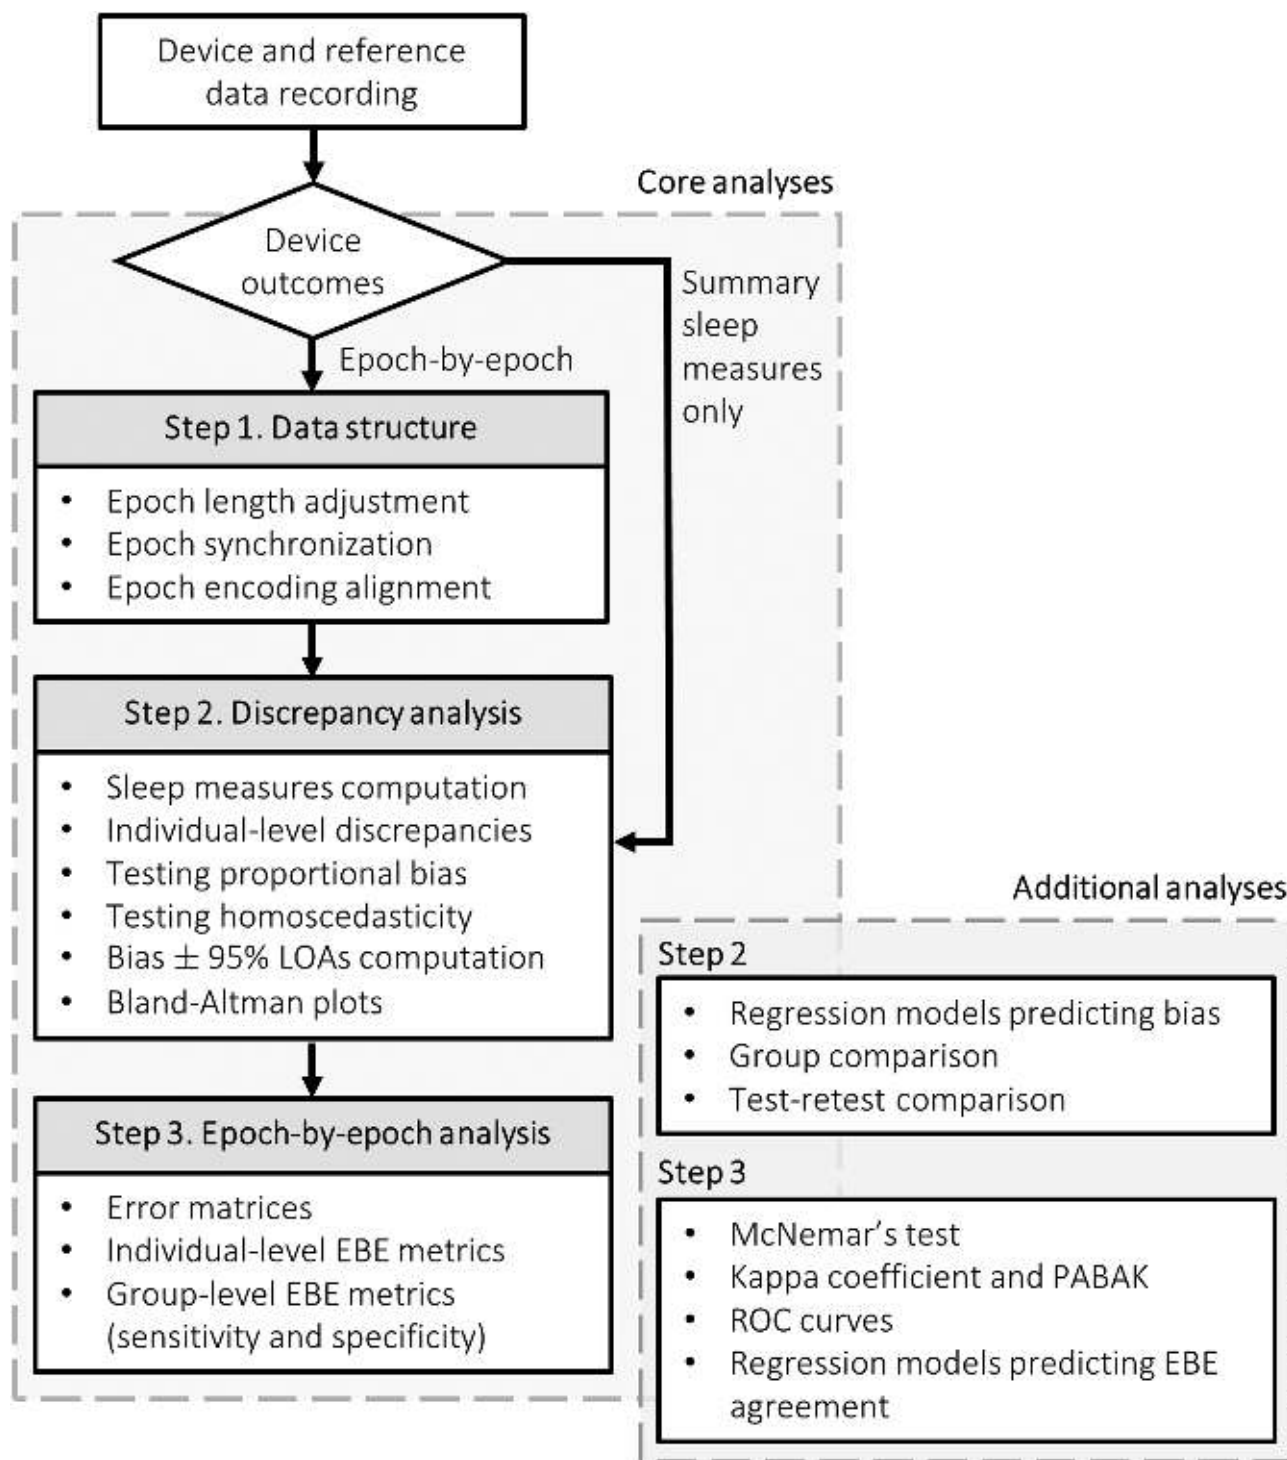 Device and reference
data recording
Core analyses
Device
outcomes
Summary
sleep
measures
only
Epoch-by-epoch
Step 1. Data structure
• Epoch length adjustment
• Epoch synchronization
• Epoch encoding alignment
Step 2. Discrepancy analysis
• Sleep measures computation
• Individual-level discrepancies
• Testing proportional bias
• Testing homoscedasticity
• Bias ± 95% LOAs computation
• Bland-Altman plots
Step 3. Epoch-by-epoch analysis
• Error matrices
• Individual-level EBE metrics
• Group-level EBE metrics
(sensitivity and specificity)
Additional analyses
Step 2
• Regression models predicting bias
• Group comparison
• Test-retest comparison
Step 3
• McNemar’s test
• Kappa coefficient and PABAK
• ROC curves
• Regression models predicting EBE
agreement